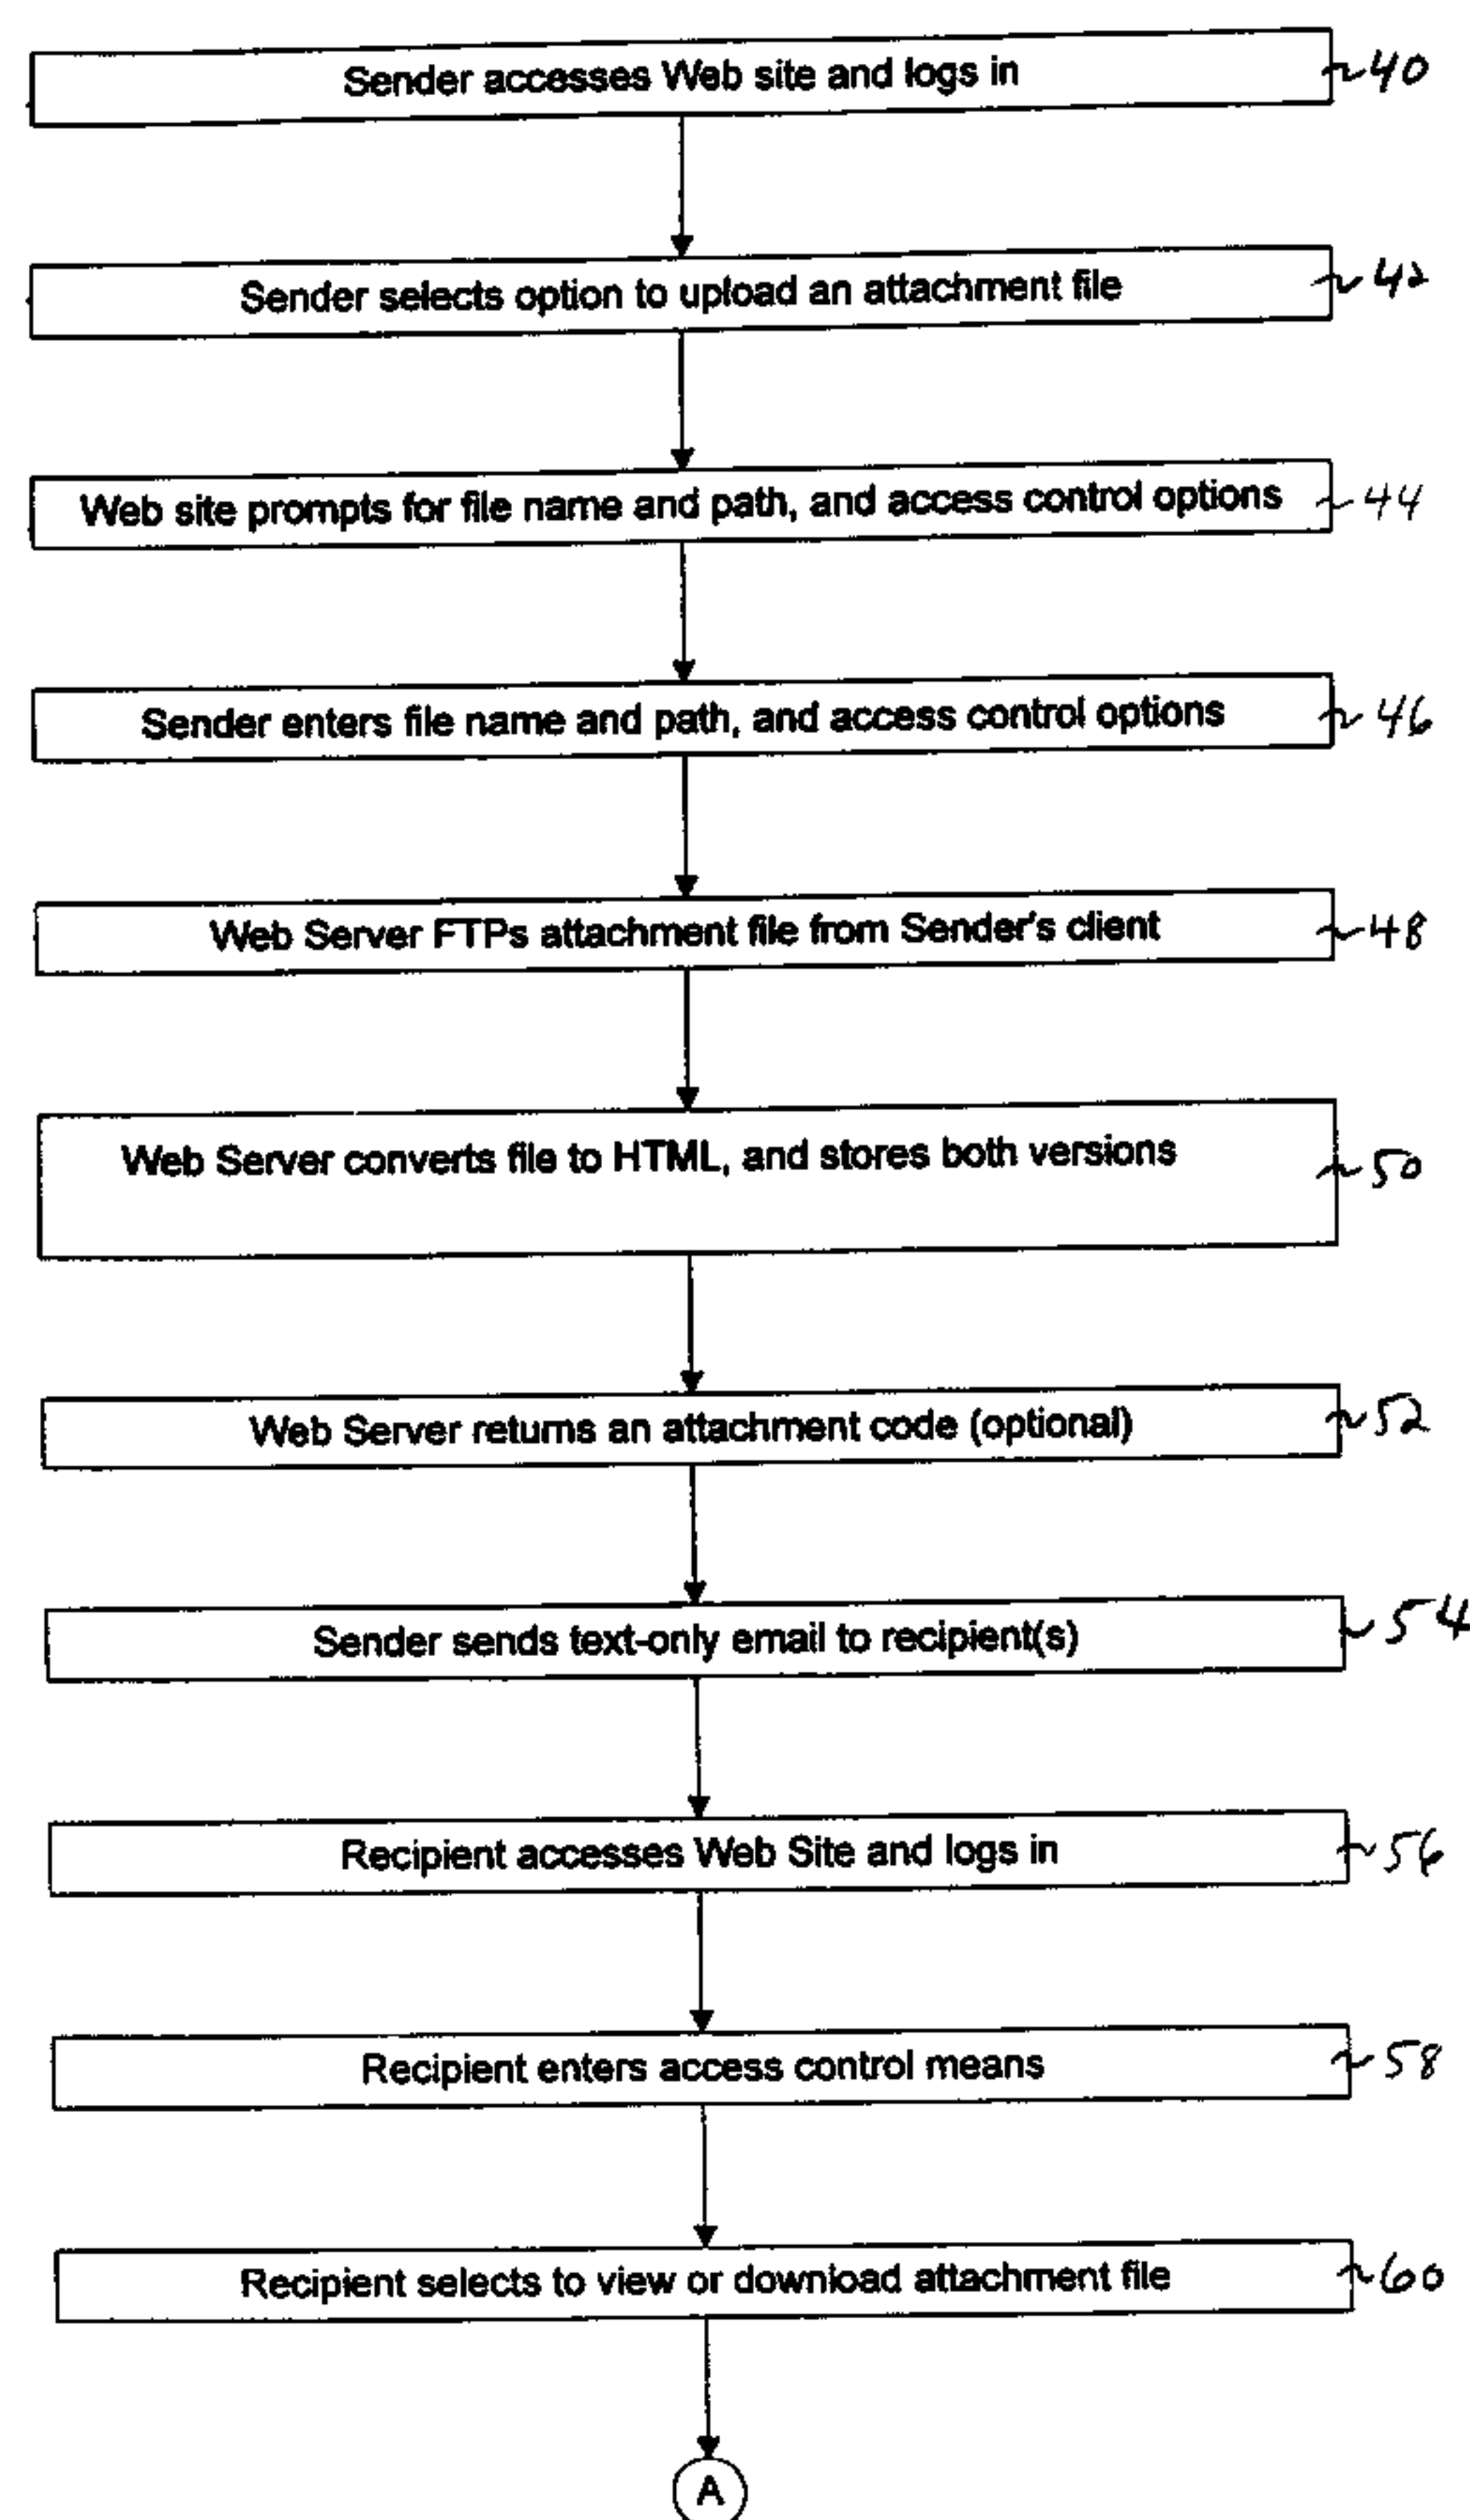 Sender accesses Web site and logs in ~40
Sender selects option to upload an attachment file ~42
Web site prompts for file name and path, and access control options ~44
Sender enters file name and path, and access control options ~46
Web Server FTPs attachment file from Sender's client ~48
Web Server converts file to HTML, and stores both versions ~50
Web Server returns an attachment code (optional) ~52
Sender sends text-only email to recipient(s) ~54
Recipient accesses Web Site and logs in ~56
Recipient enters access control means ~58
Recipient selects to view or download attachment file ~60
A